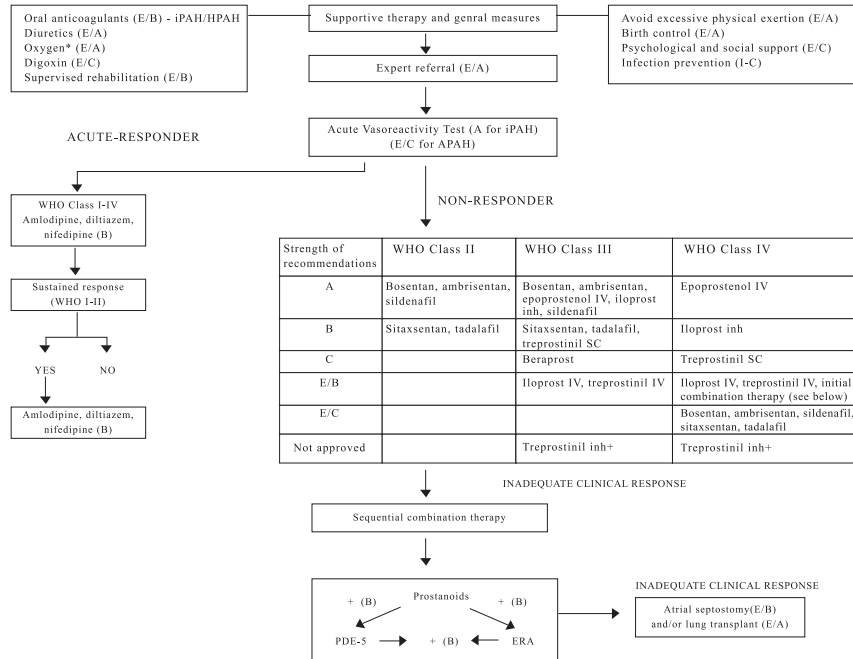 Oral anticoagulants (E/B) - iPAH/HPAH
Diuretics (E/A)
Oxygen* (E/A)
Digoxin (E/C)
Supervised rehabilitation (E/B)
Supportive therapy and genral measures
Avoid excessive physical exertion (E/A)
Birth control (E/A)
Psychological and social support (E/C)
Infection prevention (I-C)
Expert referral (E/A)
Acute Vasoreactivity Test (A for iPAH)
(E/C for APAH)
ACUTE-RESPONDER
NON-RESPONDER
WHO Class I-IV
Amlodipine, diltiazem,
nifedipine (B)
Sustained response
(WHO I-II)
YES
NO
Amlodipine, diltiazem,
nifedipine (B)
Strength of
recommendations
WHO Class II
WHO Class III
WHO Class IV
A
Bosentan, ambrisentan,
sildenafil
Bosentan, ambrisentan,
epoprostenol IV, iloprost
inh, sildenafil
Epoprostenol IV
B
Sitaxsentan, tadalafil
Sitaxsentan, tadalafil,
treprostinil SC
Iloprost inh
C
Beraprost
Treprostinil SC
E/B
Iloprost IV, treprostinil IV
Iloprost IV, treprostinil IV, initial
combination therapy (see below)
E/C
Bosentan, ambrisentan, sildenafil,
sitaxsentan, tadalafil
Not approved
Treprostinil inh+
Treprostinil inh+
INADEQUATE CLINICAL RESPONSE
Sequential combination therapy
Prostanoids
+ (B)
+ (B)
PDE-5
+ (B)
ERA
INADEQUATE CLINICAL RESPONSE
Atrial septostomy(E/B)
and/or lung transplant (E/A)